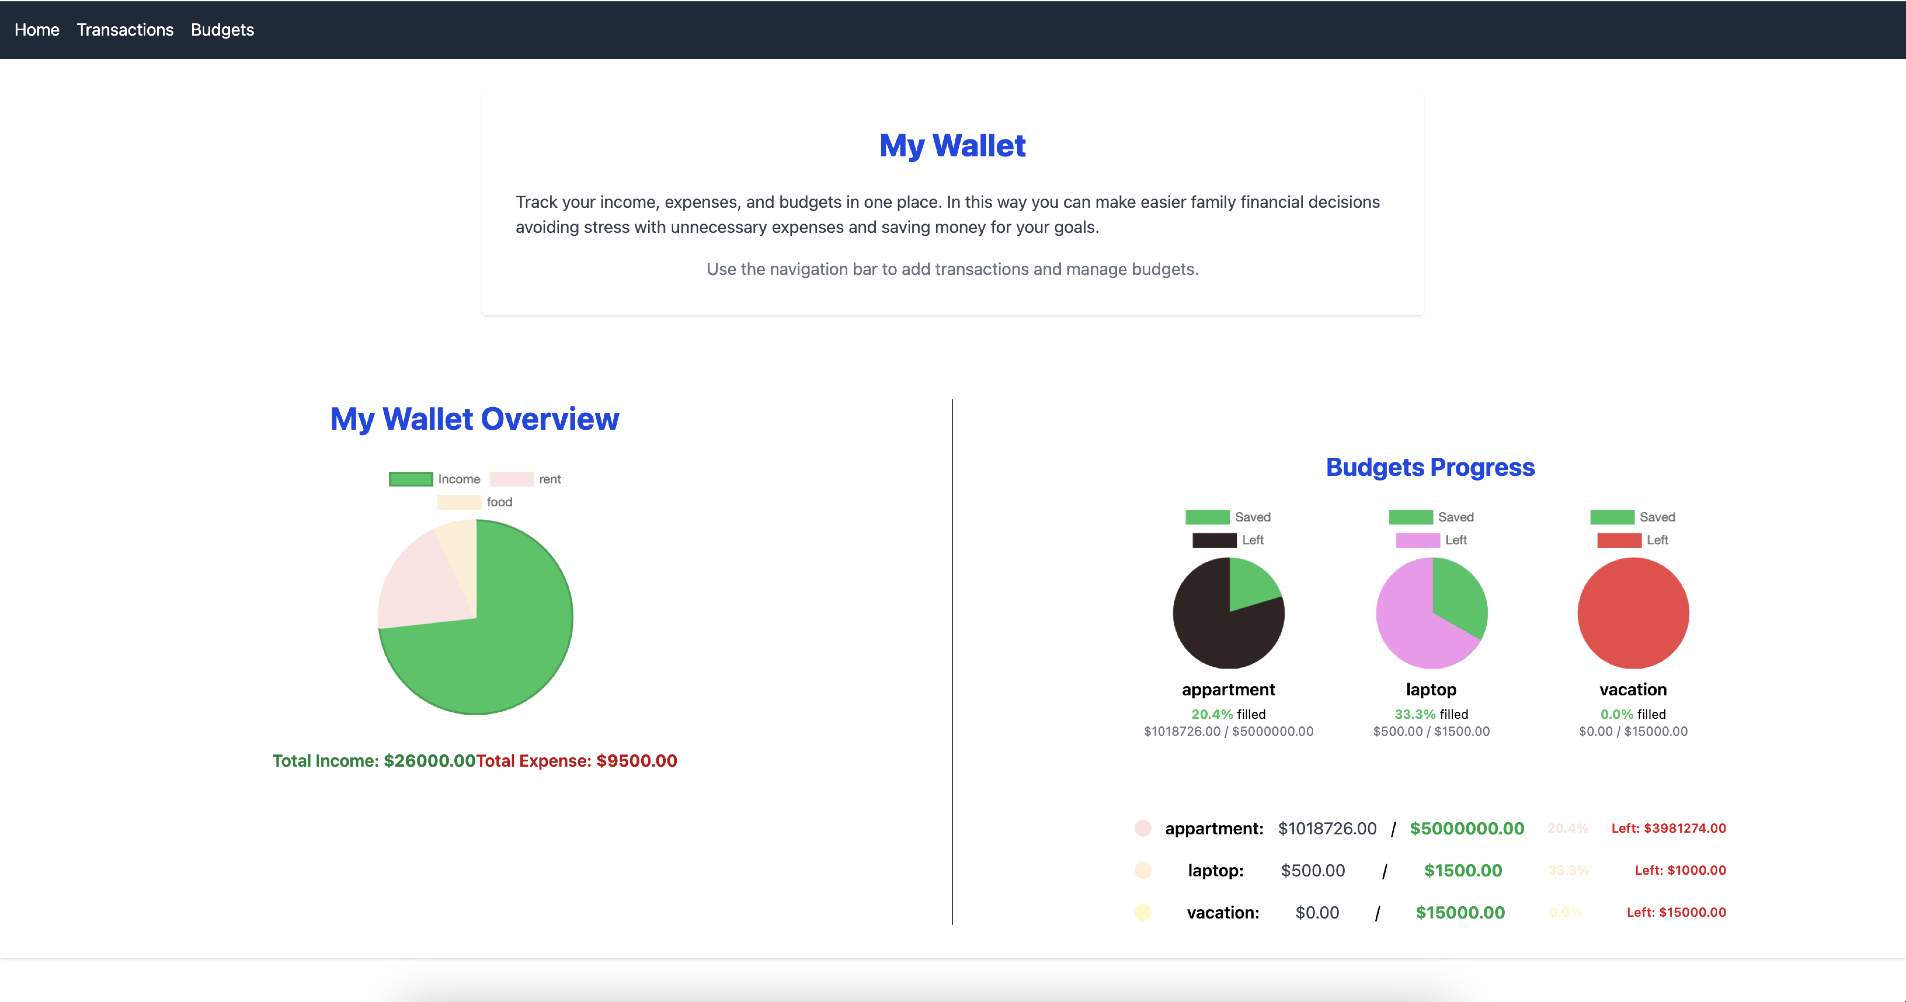 Home Transactions Budgets
My Wallet
Track your income, expenses, and budgets in one place. In this way you can make easier family financial decisions
avoiding stress with unnecessary expenses and saving money for your goals.
Use the navigation bar to add transactions and manage budgets.
My Wallet Overview
Income rent
food
Total Income: $26000.00Total Expense: $9500.00
Budgets Progress
Saved
Left
appartment
20.4% filled
$1018726.00 / $5000000.00
Saved
Left
laptop
33.3% filled
$500.00 / $1500.00
Saved
Left
vacation
0.0% filled
$0.00 / $15000.00
appartment: $1018726.00 / $5000000.00 20.4% Left: $3981274.00
laptop: $500.00 / $1500.00 33.3% Left: $1000.00
vacation: $0.00 / $15000.00 0.0% Left: $15000.00